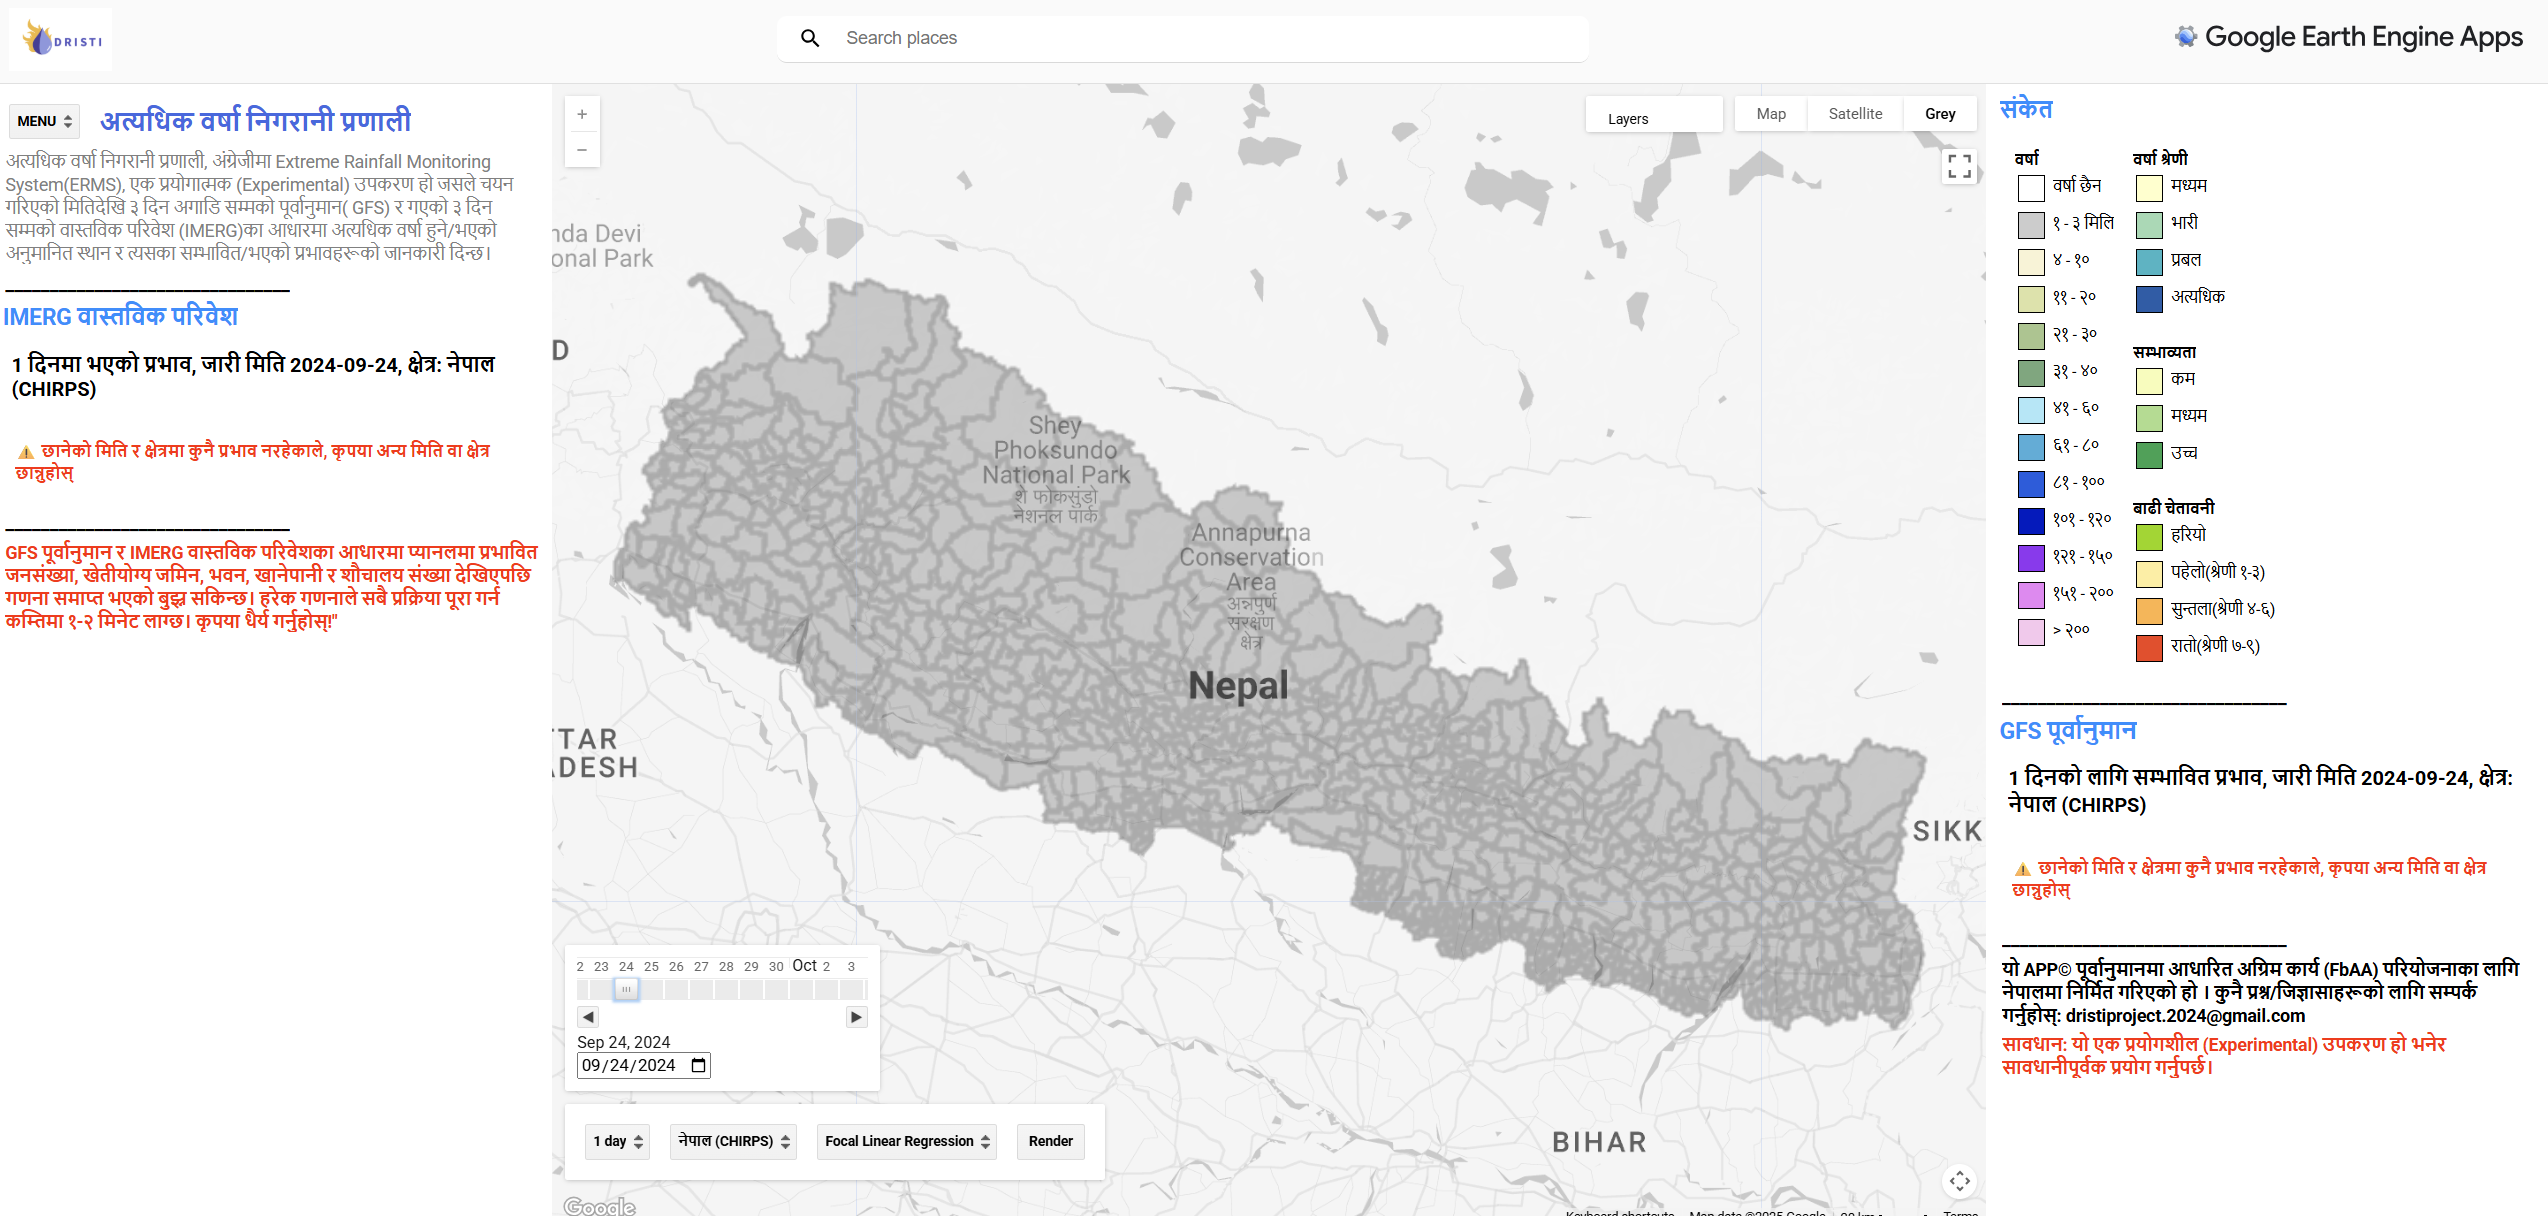 DRISTI
Search places
Google Earth Engine Apps
MENU
अत्यधिक वर्षा निगरानी प्रणाली
अत्यधिक वर्षा निगरानी प्रणाली, अंग्रेजीमा Extreme Rainfall Monitoring
System(ERMS), एक प्रयोगात्मक (Experimental) उपकरण हो जसले चयन
गरिएको मितिदेखि ३ दिन अगाडि सम्मको पूर्वानुमान( GFS) र गएको ३ दिन
सम्मको वास्तविक परिवेश (IMERG)का आधारमा अत्यधिक वर्षा हुने/भएको
अनुमानित स्थान र त्यसका सम्भावित/भएको प्रभावहरूको जानकारी दिन्छ।
IMERG वास्तविक परिवेश
1 दिनमा भएको प्रभाव, जारी मिति 2024-09-24, क्षेत्र: नेपाल
(CHIRPS)
⚠️ छानेको मिति र क्षेत्रमा कुनै प्रभाव नरहेकाले, कृपया अन्य मिति वा क्षेत्र
छान्नुहोस्
GFS पूर्वानुमान र IMERG वास्तविक परिवेशका आधारमा प्यानलमा प्रभावित
जनसंख्या, खेतीयोग्य जमिन, भवन, खानेपानी र शौचालय संख्या देखिएपछि
गणना समाप्त भएको बुझ्न सकिन्छ। हरेक गणनाले सबै प्रक्रिया पूरा गर्न
कम्तिमा १-२ मिनेट लाग्छ। कृपया धैर्य गर्नुहोस्!"
+
−
Layers
Map
Satellite
Grey
nda Devi
onal Park
D
Shey
Phoksundo
National Park
शे फोकसुंडो
नेशनल पार्क
Annapurna
Conservation
Area
अन्नपुर्ण
संरक्षण
क्षेत्र
Nepal
TTAR
ADESH
SIKK
BIHAR
2 23 24 25 26 27 28 29 30 Oct 2 3
Sep 24, 2024
09/24/2024
1 day
नेपाल (CHIRPS)
Focal Linear Regression
Render
Google
Keyboard shortcuts
Map data ©2025 Google
20 km
Terms
संकेत
वर्षा
वर्षा छैन
१ - ३ मिलि
४ - १०
११ - २०
२१ - ३०
३१ - ४०
४१ - ६०
६१ - ८०
८१ - १००
१०१ - १२०
१२१ - १५०
१५१ - २००
> २००
वर्षा श्रेणी
मध्यम
भारी
प्रबल
अत्यधिक
सम्भाव्यता
कम
मध्यम
उच्च
बाढी चेतावनी
हरियो
पहेलो(श्रेणी १-३)
सुन्तला(श्रेणी ४-६)
रातो(श्रेणी ७-९)
GFS पूर्वानुमान
1 दिनको लागि सम्भावित प्रभाव, जारी मिति 2024-09-24, क्षेत्र:
नेपाल (CHIRPS)
⚠️ छानेको मिति र क्षेत्रमा कुनै प्रभाव नरहेकाले, कृपया अन्य मिति वा क्षेत्र
छान्नुहोस्
यो APP© पूर्वानुमानमा आधारित अग्रिम कार्य (FbAA) परियोजनाका लागि
नेपालमा निर्मित गरिएको हो । कुनै प्रश्न/जिज्ञासाहरूको लागि सम्पर्क
गर्नुहोस्: dristiproject.2024@gmail.com
सावधान: यो एक प्रयोगशील (Experimental) उपकरण हो भनेर
सावधानीपूर्वक प्रयोग गर्नुपर्छ।